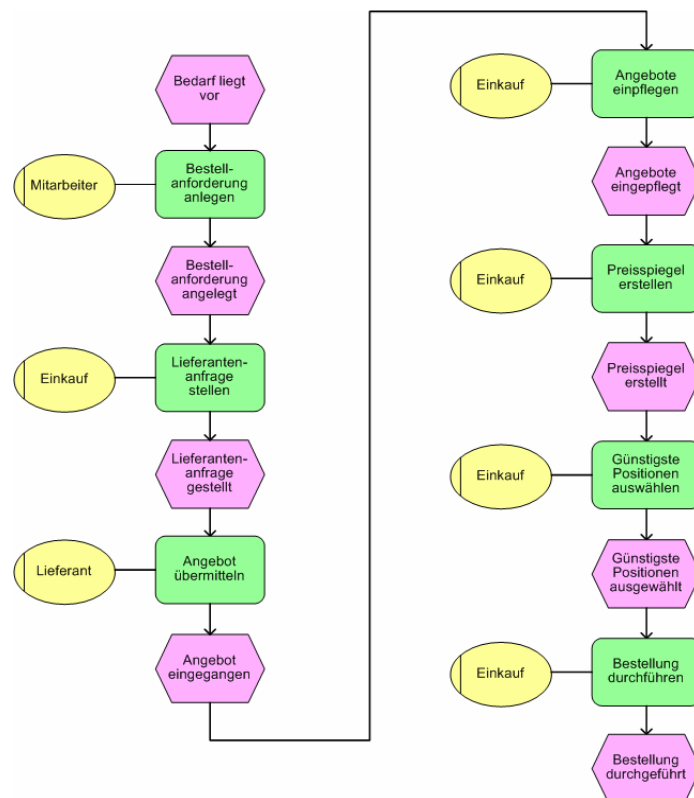 Bedarf liegt
vor
Mitarbeiter
Bestell-
anforderung
anlegen
Bestell-
anforderung
angelegt
Einkauf
Lieferanten-
anfrage
stellen
Lieferanten-
anfrage
gestellt
Lieferant
Angebot
übermitteln
Angebot
eingegangen
Einkauf
Angebote
einpflegen
Angebote
eingepflegt
Einkauf
Preisspiegel
erstellen
Preisspiegel
erstellt
Einkauf
Günstigste
Positionen
auswählen
Günstigste
Positionen
ausgewählt
Einkauf
Bestellung
durchführen
Bestellung
durchgeführt